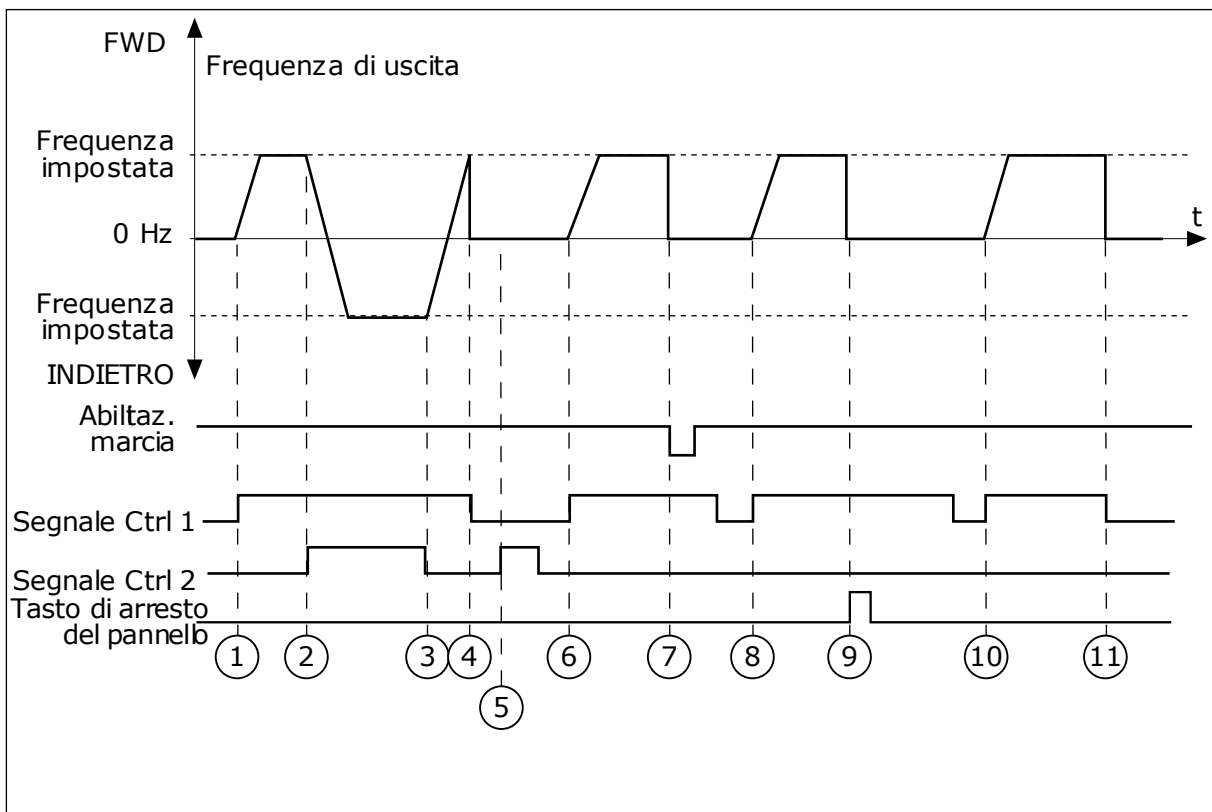 FWD
Frequenza di uscita
Frequenza
impostata
0 Hz
t
Frequenza
impostata
INDIETRO
Abiltaz.
marcia
Segnale Ctrl 1
Segnale Ctrl 2
Tasto di arresto
del pannello
1 2 3 4 6 7 8 9 10 11
5